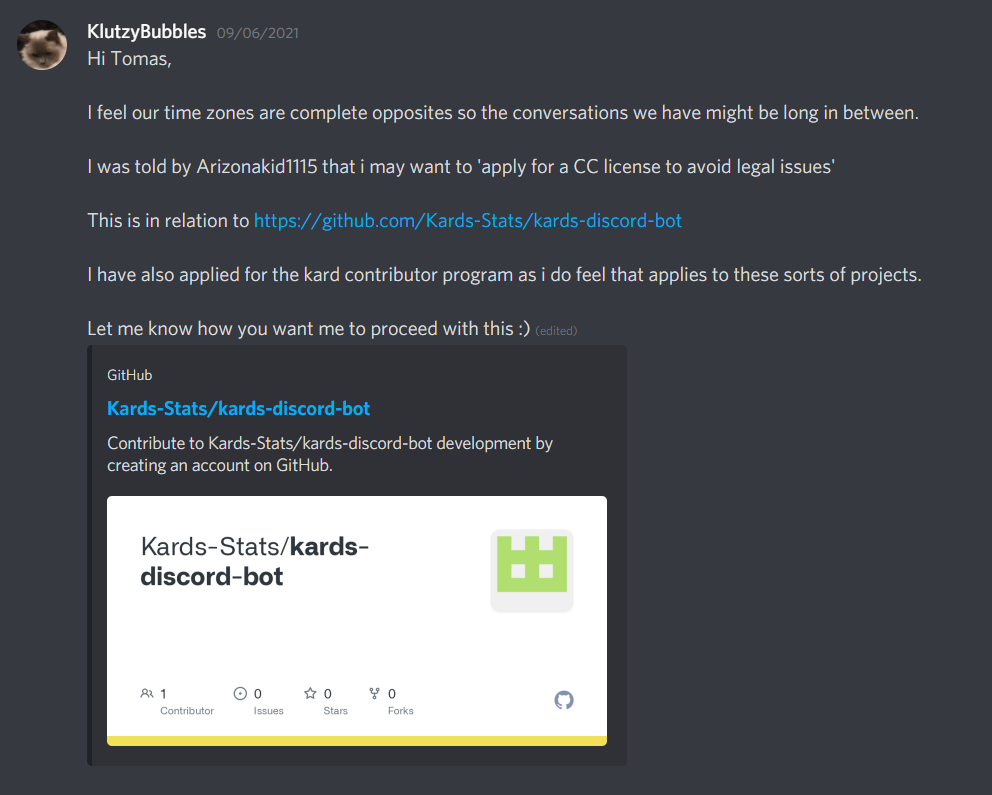 KlutzyBubbles 09/06/2021
Hi Tomas,
I feel our time zones are complete opposites so the conversations we have might be long in between.
I was told by Arizonakid1115 that i may want to 'apply for a CC license to avoid legal issues'
This is in relation to https://github.com/Kards-Stats/kards-discord-bot
I have also applied for the kard contributor program as i do feel that applies to these sorts of projects.
Let me know how you want me to proceed with this :) (edited)
GitHub
Kards-Stats/kards-discord-bot
Contribute to Kards-Stats/kards-discord-bot development by
creating an account on GitHub.
Kards-Stats/kards-
discord-bot
1 0 0 0
Contributor Issues Stars Forks